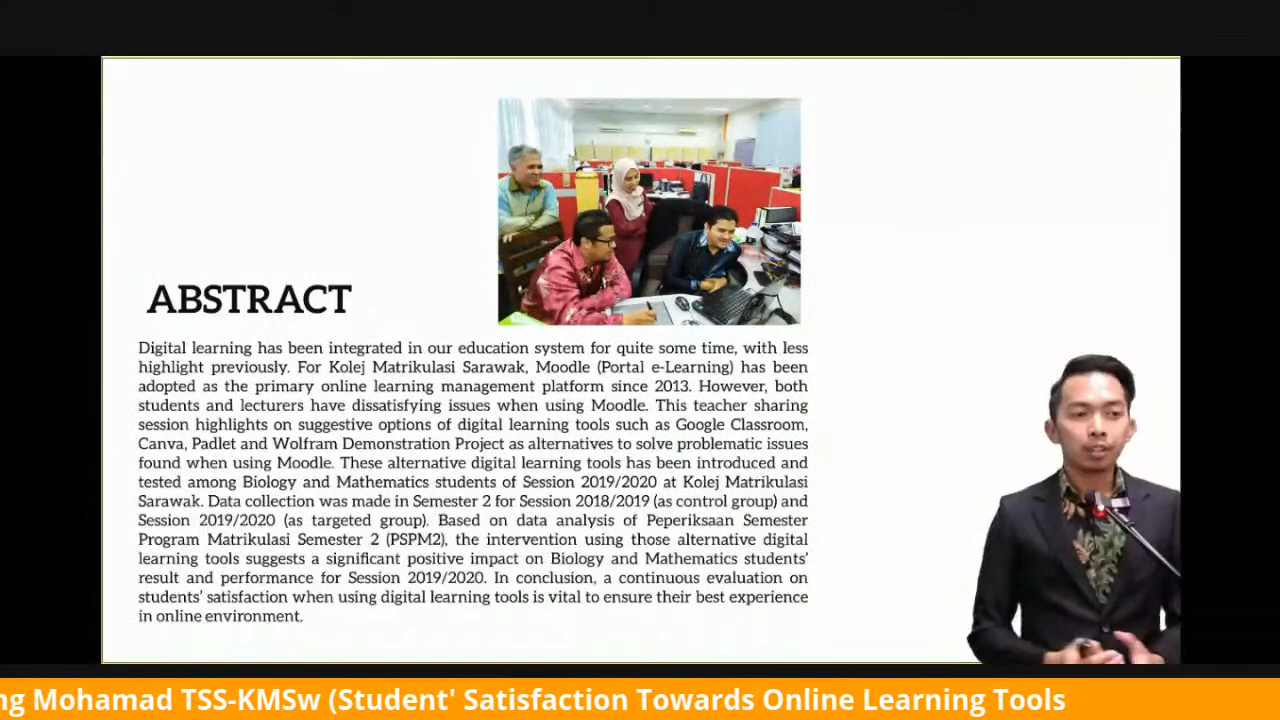 ABSTRACT
Digital learning has been integrated in our education system for quite some time, with less
highlight previously. For Kolej Matrikulasi Sarawak, Moodle (Portal e-Learning) has been
adopted as the primary online learning management platform since 2013. However, both
students and lecturers have dissatisfying issues when using Moodle. This teacher sharing
session highlights on suggestive options of digital learning tools such as Google Classroom,
Canva, Padlet and Wolfram Demonstration Project as alternatives to solve problematic issues
found when using Moodle. These alternative digital learning tools has been introduced and
tested among Biology and Mathematics students of Session 2019/2020 at Kolej Matrikulasi
Sarawak. Data collection was made in Semester 2 for Session 2018/2019 (as control group) and
Session 2019/2020 (as targeted group). Based on data analysis of Peperiksaan Semester
Program Matrikulasi Semester 2 (PSPM2), the intervention using those alternative digital
learning tools suggests a significant positive impact on Biology and Mathematics students’
result and performance for Session 2019/2020. In conclusion, a continuous evaluation on
students’ satisfaction when using digital learning tools is vital to ensure their best experience
in online environment.
ng Mohamad TSS-KMSw (Student' Satisfaction Towards Online Learning Tools